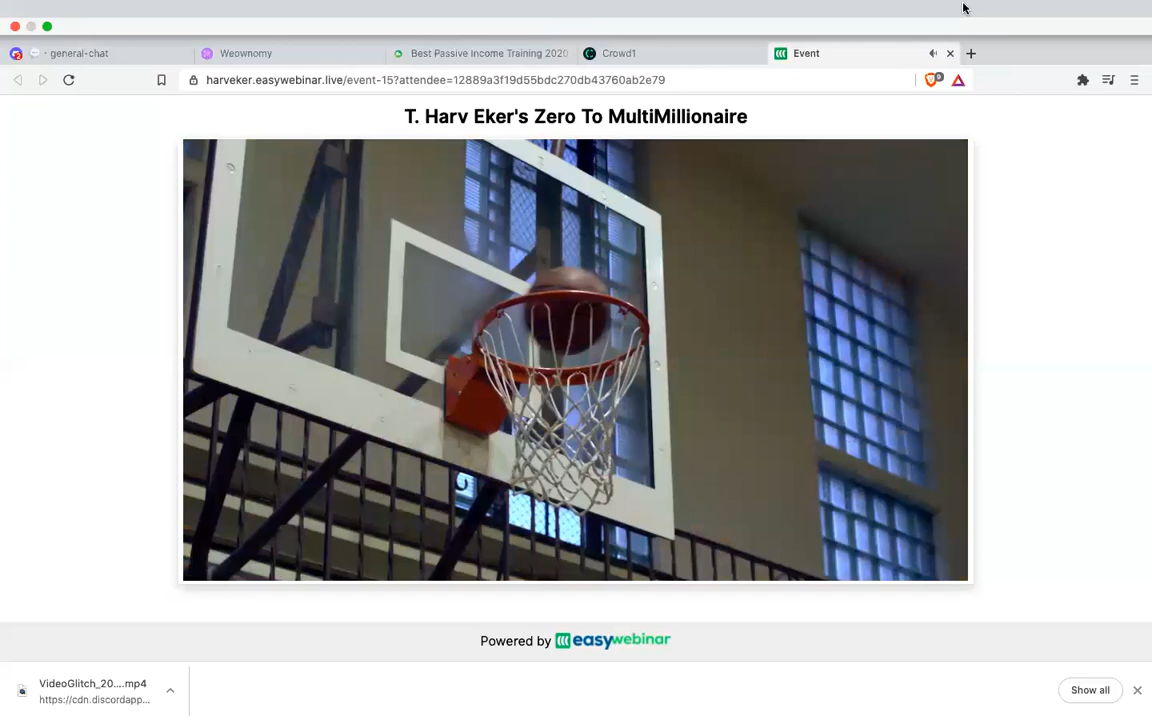 general-chat
Weownomy
Best Passive Income Training 2020
Crowd1
Event
harveker.easywebinar.live/event-15?attendee=12889a3f19d55bdc270db43760ab2e79
T. Harv Eker's Zero To MultiMillionaire
Powered by easywebinar
VideoGlitch_20....mp4
https://cdn.discordapp...
Show all